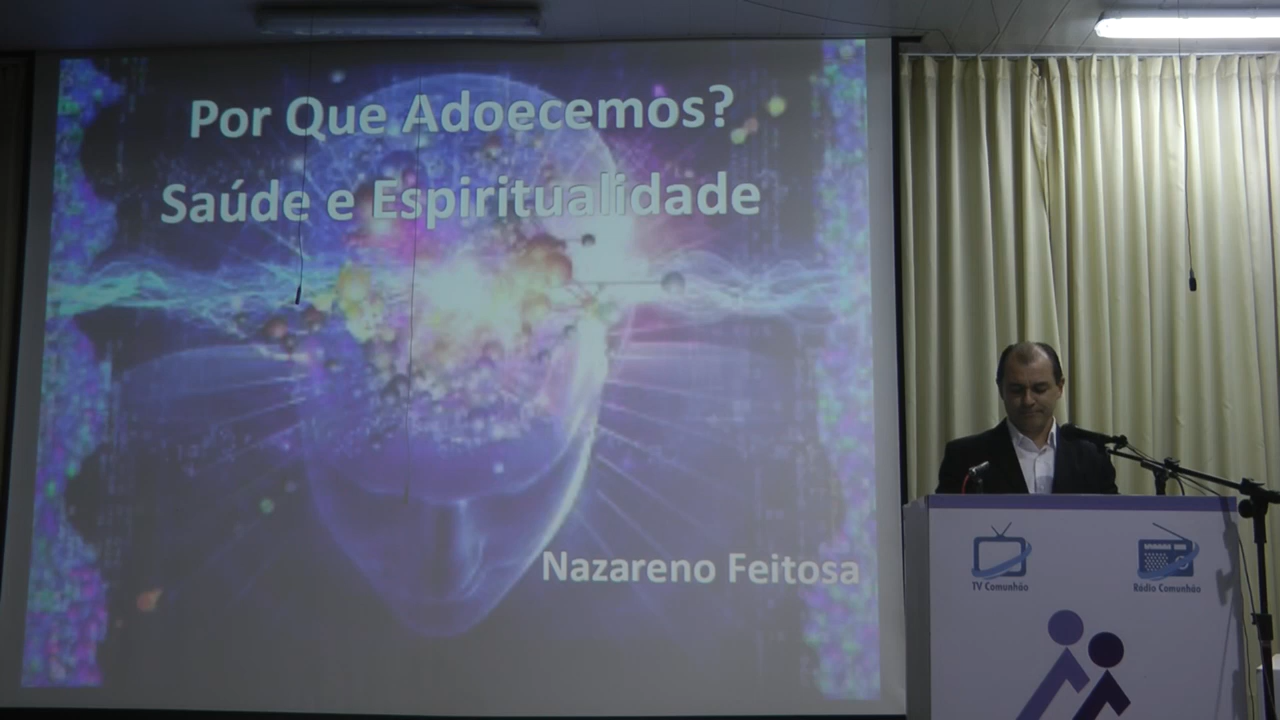 Por Que Adoecemos?
Saúde e Espiritualidade
Nazareno Feitosa
TV Comunhão
Rádio Comunhão